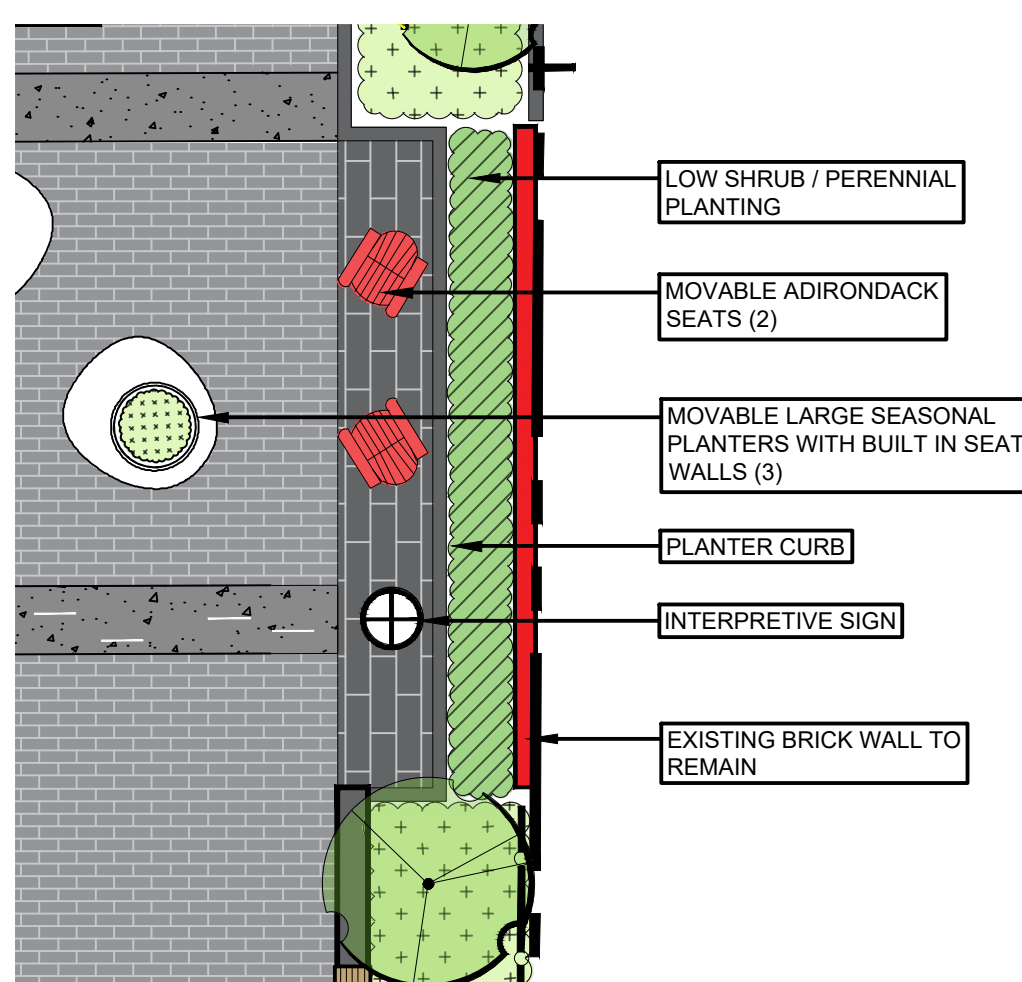 LOW SHRUB / PERENNIAL
PLANTING
MOVABLE ADIRONDACK
SEATS (2)
MOVABLE LARGE SEASONAL
PLANTERS WITH BUILT IN SEAT
WALLS (3)
PLANTER CURB
INTERPRETIVE SIGN
EXISTING BRICK WALL TO
REMAIN